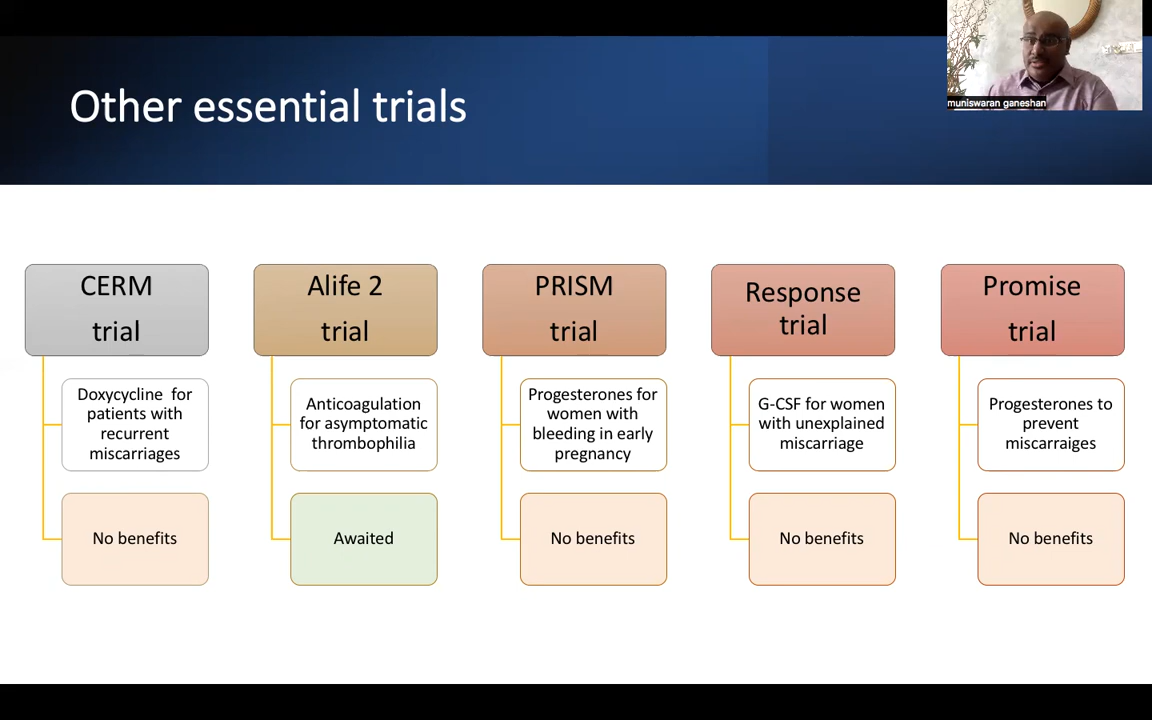 muniswaran ganeshan
Other essential trials
CERM
trial
Doxycycline for
patients with
recurrent
miscarriages
No benefits
Alife 2
trial
Anticoagulation
for asymptomatic
thrombophilia
Awaited
PRISM
trial
Progesterones for
women with
bleeding in early
pregnancy
No benefits
Response
trial
G-CSF for women
with unexplained
miscarriage
No benefits
Promise
trial
Progesterones to
prevent
miscarraiges
No benefits